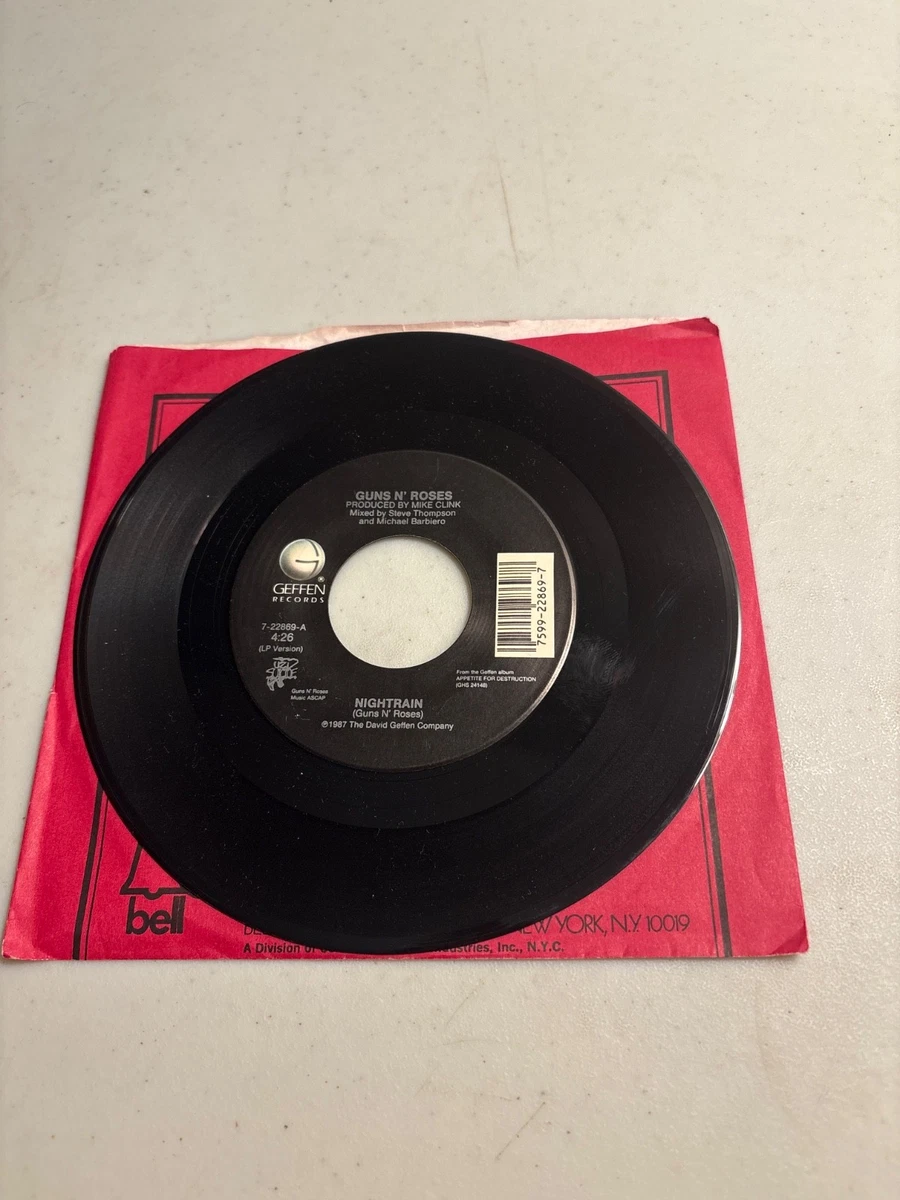 GUNS N' ROSES
PRODUCED BY MIKE CLINK
Mixed by Steve Thompson
and Michael Barbiero
GEFFEN
RECORDS
7-22869-A
4:26
(LP Version)
UZI SUICIDE
Guns N' Roses
Music ASCAP
7599-22869-7
From the Geffen album
APPETITE FOR DESTRUCTION
(GHS 24148)
NIGHTRAIN
(Guns N' Roses)
℗1987 The David Geffen Company
bell
YORK, N.Y. 10019
A Division of
Inc., N.Y.C.